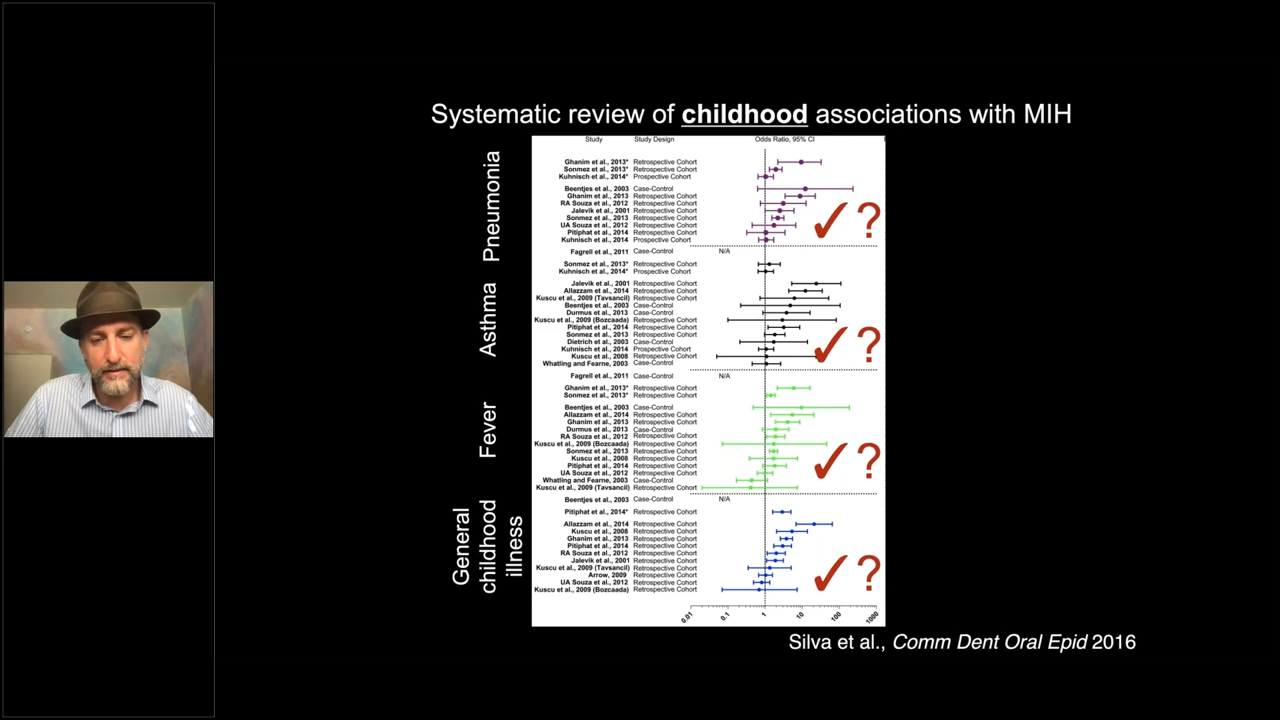 Systematic review of childhood associations with MIH
Study Study Design Odds Ratio, 95% CI
Pneumonia
Ghanim et al., 2013* Retrospective Cohort
Sonmez et al., 2013* Retrospective Cohort
Kuhnisch et al., 2014* Prospective Cohort
Beentjes et al., 2003 Case-Control
Ghanim et al., 2013 Retrospective Cohort
RA Souza et al., 2012 Retrospective Cohort
Jalevik et al., 2001 Retrospective Cohort
Sonmez et al., 2013 Retrospective Cohort
UA Souza et al., 2012 Retrospective Cohort
Pitiphat et al., 2014 Retrospective Cohort
Kuhnisch et al., 2014 Prospective Cohort
✓?
Fagrell et al., 2011 Case-Control N/A
Asthma
Sonmez et al., 2013* Retrospective Cohort
Kuhnisch et al., 2014* Prospective Cohort
Jalevik et al., 2001 Retrospective Cohort
Allazzam et al., 2014 Retrospective Cohort
Kuscu et al., 2009 (Tavsancil) Retrospective Cohort
Beentjes et al., 2003 Case-Control
Durmus et al., 2013 Case-Control
Kuscu et al., 2009 (Bozcaada) Retrospective Cohort
Pitiphat et al., 2014 Retrospective Cohort
Sonmez et al., 2013 Retrospective Cohort
Dietrich et al., 2003 Case-Control
Kuhnisch et al., 2014 Prospective Cohort
Kuscu et al., 2008 Retrospective Cohort
Whatling and Fearne, 2003 Case-Control
✓?
Fagrell et al., 2011 Case-Control N/A
Fever
Ghanim et al., 2013* Retrospective Cohort
Sonmez et al., 2013* Retrospective Cohort
Beentjes et al., 2003 Case-Control
Allazzam et al., 2014 Retrospective Cohort
Ghanim et al., 2013 Retrospective Cohort
Durmus et al., 2013 Case-Control
RA Souza et al., 2012 Retrospective Cohort
Kuscu et al., 2009 (Bozcaada) Retrospective Cohort
Sonmez et al., 2013 Retrospective Cohort
Kuscu et al., 2008 Retrospective Cohort
Pitiphat et al., 2014 Retrospective Cohort
UA Souza et al., 2012 Retrospective Cohort
Whatling and Fearne, 2003 Case-Control
Kuscu et al., 2009 (Tavsancil) Retrospective Cohort
✓?
Beentjes et al., 2003 Case-Control N/A
General
childhood
illness
Pitiphat et al., 2014* Retrospective Cohort
Allazzam et al., 2014 Retrospective Cohort
Kuscu et al., 2008 Retrospective Cohort
Ghanim et al., 2013 Retrospective Cohort
Pitiphat et al., 2014 Retrospective Cohort
RA Souza et al., 2012 Retrospective Cohort
Jalevik et al., 2001 Retrospective Cohort
Kuscu et al., 2009 (Tavsancil) Retrospective Cohort
Arrow, 2009 Retrospective Cohort
UA Souza et al., 2012 Retrospective Cohort
Kuscu et al., 2009 (Bozcaada) Retrospective Cohort
✓?
0.01 0.1 1 10 100 1000
Silva et al., Comm Dent Oral Epid 2016